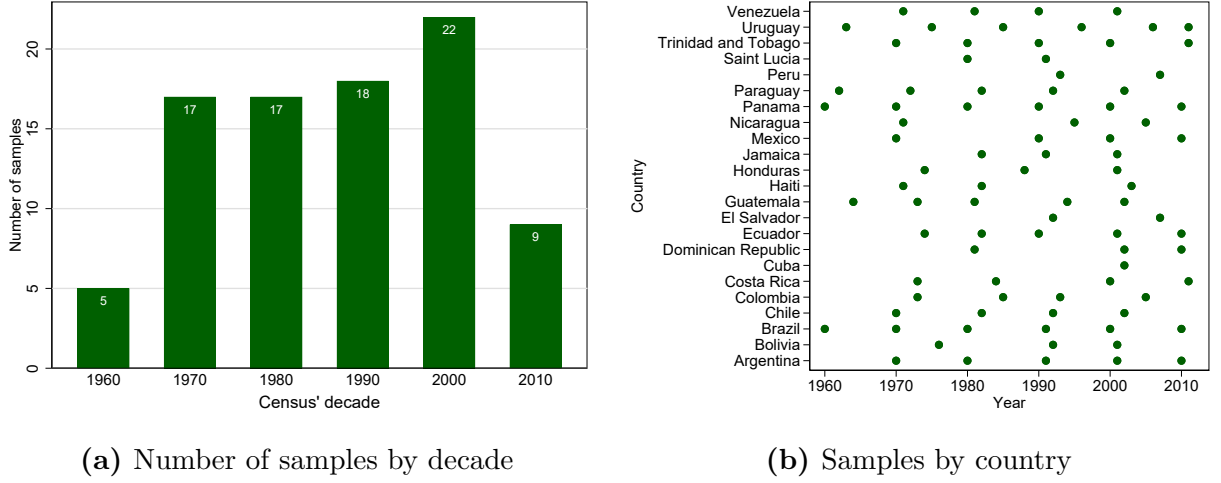 20
15
10
5
0
Number of samples
5
17
17
18
22
9
1960 1970 1980 1990 2000 2010
Census' decade
(a) Number of samples by decade
Country
Venezuela
Uruguay
Trinidad and Tobago
Saint Lucia
Peru
Paraguay
Panama
Nicaragua
Mexico
Jamaica
Honduras
Haiti
Guatemala
El Salvador
Ecuador
Dominican Republic
Cuba
Costa Rica
Colombia
Chile
Brazil
Bolivia
Argentina
1960 1970 1980 1990 2000 2010
Year
(b) Samples by country